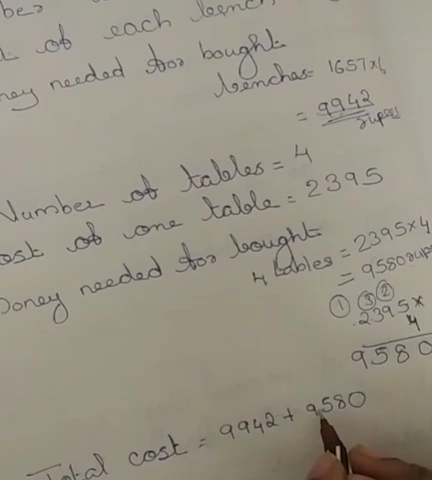 of each bench
needed for bought
benches = 1657 × 6
= 9942
rupees
Number of tables = 4
cost of one table = 2395
Money needed for bought
4 tables = 2395 × 4
= 9580 rup
① ③ ②
2395 ×
4
9580
Total cost = 9942 + 9580